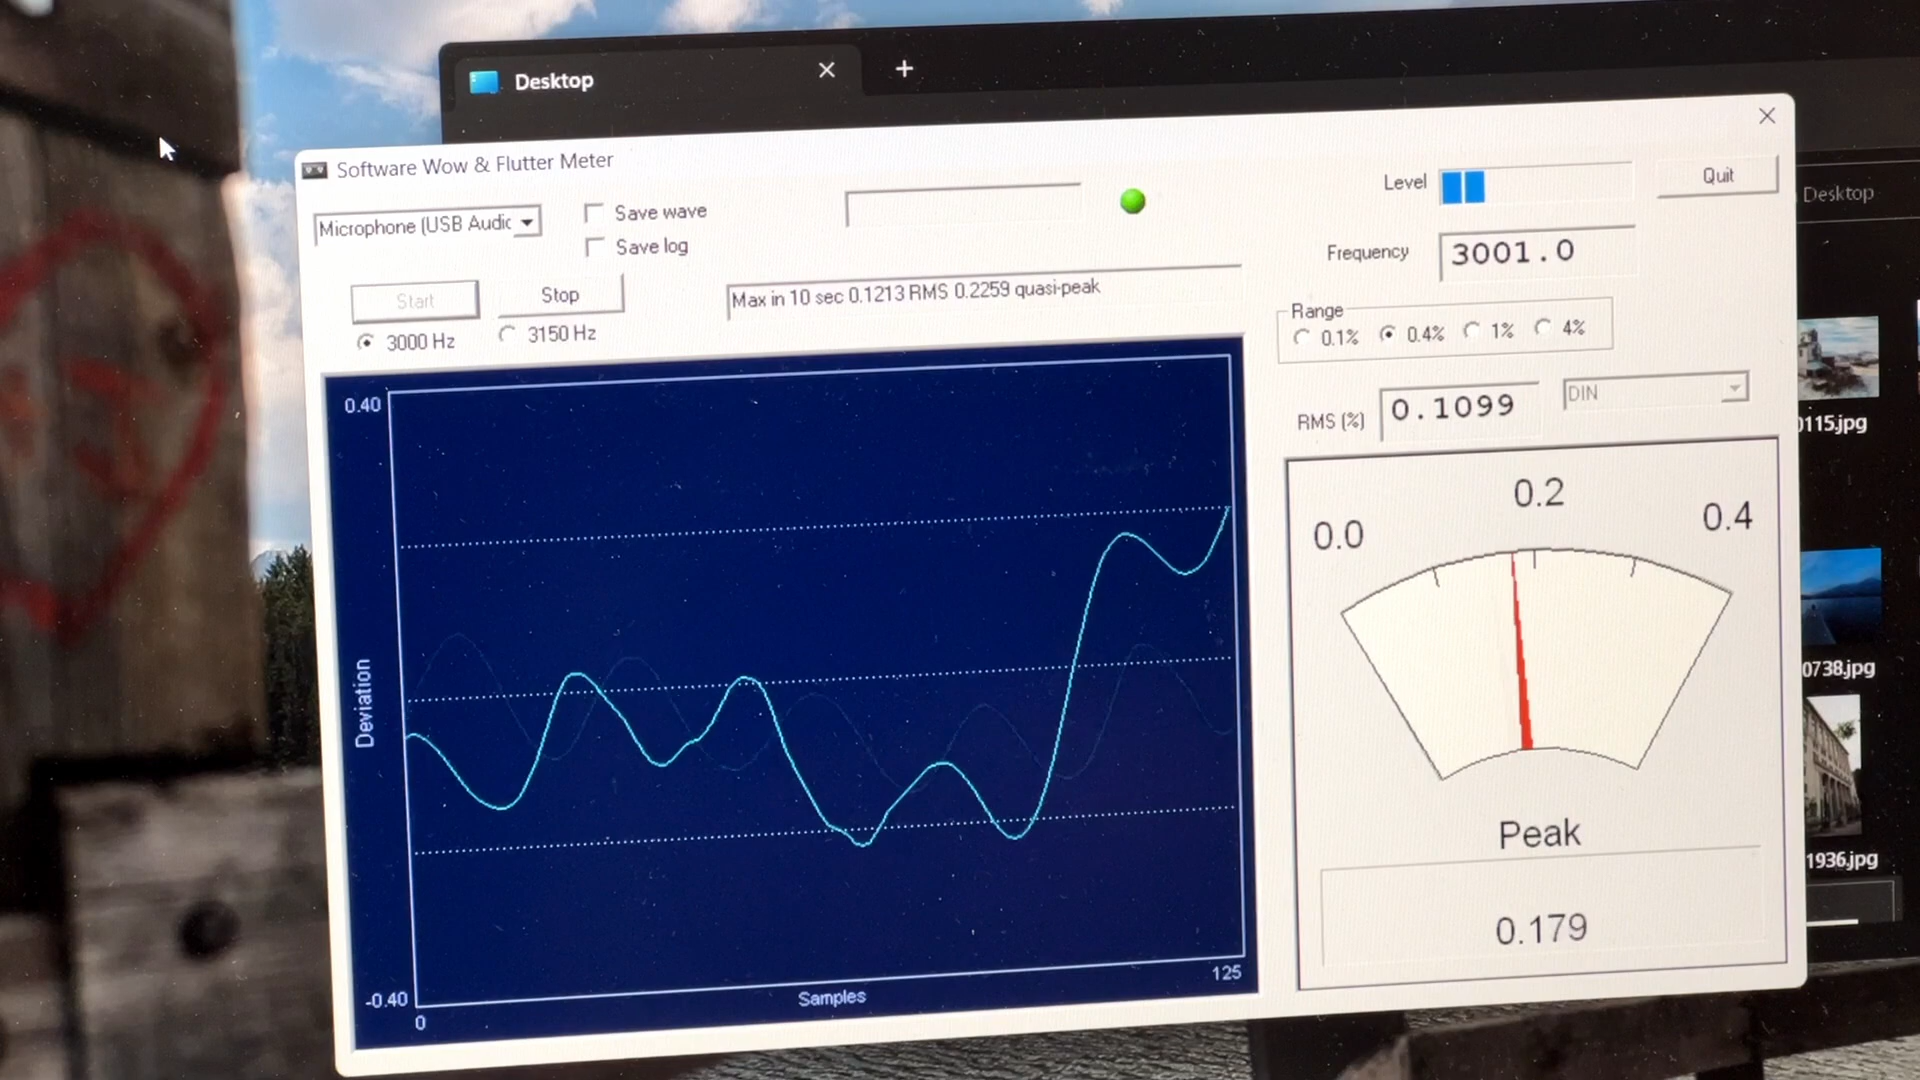 Desktop
Software Wow & Flutter Meter
Microphone (USB Audic
Save wave
Save log
Level
Quit
Desktop
Frequency 3001.0
Start
Stop
Max in 10 sec 0.1213 RMS 0.2259 quasi-peak
3000 Hz
3150 Hz
Range
0.1% 0.4% 1% 4%
RMS (%) 0.1099
DIN
0115.jpg
0.40
Deviation
-0.40
0
Samples
125
0.0
0.2
0.4
Peak
0.179
0738.jpg
1936.jpg